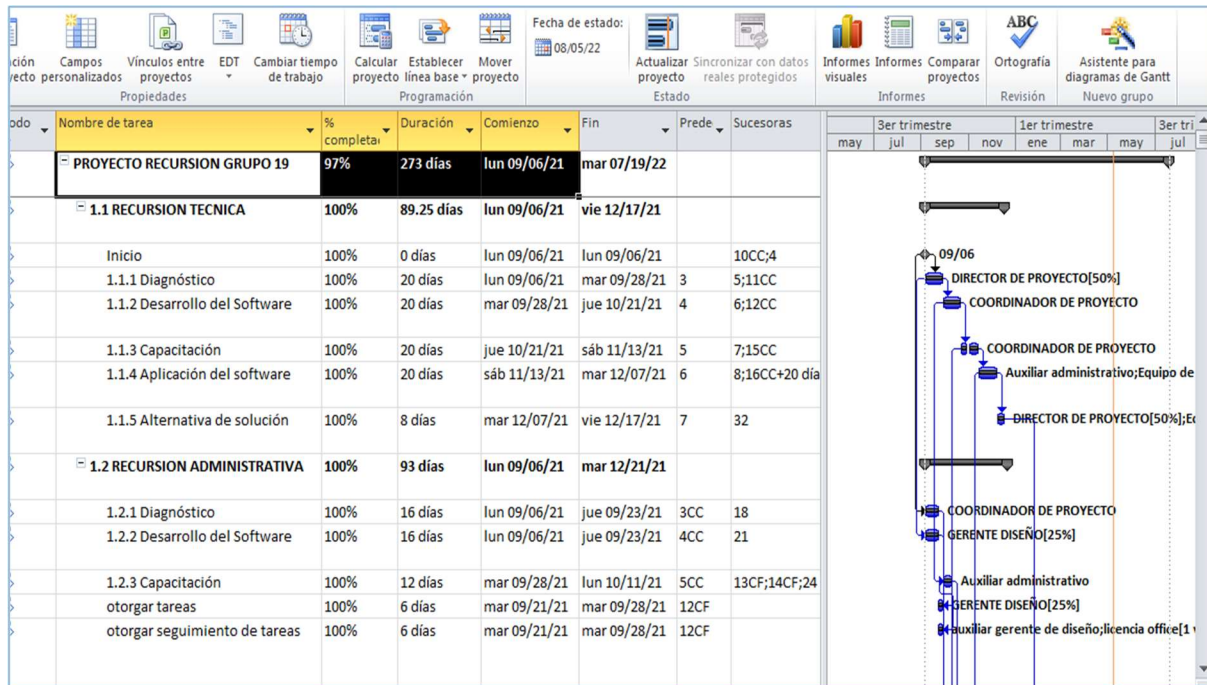 Fecha de estado:
08/05/22
ABC
ción Campos Vínculos entre EDT Cambiar tiempo Calcular Establecer Mover Actualizar Sincronizar con datos Informes Informes Comparar Ortografía Asistente para
yecto personalizados proyectos de trabajo proyecto línea base proyecto proyecto reales protegidos visuales proyectos diagramas de Gantt
Propiedades Programación Estado Informes Revisión Nuevo grupo
odo Nombre de tarea % completa Duración Comienzo Fin Prede Sucesoras 3er trimestre 1er trimestre 3er tri
may jul sep nov ene mar may jul
PROYECTO RECURSION GRUPO 19 97% 273 días lun 09/06/21 mar 07/19/22
1.1 RECURSION TECNICA 100% 89.25 días lun 09/06/21 vie 12/17/21
Inicio 100% 0 días lun 09/06/21 lun 09/06/21 10CC;4 09/06
1.1.1 Diagnóstico 100% 20 días lun 09/06/21 mar 09/28/21 3 5;11CC DIRECTOR DE PROYECTO[50%]
1.1.2 Desarrollo del Software 100% 20 días mar 09/28/21 jue 10/21/21 4 6;12CC COORDINADOR DE PROYECTO
1.1.3 Capacitación 100% 20 días jue 10/21/21 sáb 11/13/21 5 7;15CC COORDINADOR DE PROYECTO
1.1.4 Aplicación del software 100% 20 días sáb 11/13/21 mar 12/07/21 6 8;16CC+20 día Auxiliar administrativo;Equipo de
1.1.5 Alternativa de solución 100% 8 días mar 12/07/21 vie 12/17/21 7 32 DIRECTOR DE PROYECTO[50%];Ec
1.2 RECURSION ADMINISTRATIVA 100% 93 días lun 09/06/21 mar 12/21/21
1.2.1 Diagnóstico 100% 16 días lun 09/06/21 jue 09/23/21 3CC 18 COORDINADOR DE PROYECTO
1.2.2 Desarrollo del Software 100% 16 días lun 09/06/21 jue 09/23/21 4CC 21 GERENTE DISEÑO[25%]
1.2.3 Capacitación 100% 12 días mar 09/28/21 lun 10/11/21 5CC 13CF;14CF;24 Auxiliar administrativo
otorgar tareas 100% 6 días mar 09/21/21 mar 09/28/21 12CF GERENTE DISEÑO[25%]
otorgar seguimiento de tareas 100% 6 días mar 09/21/21 mar 09/28/21 12CF auxiliar gerente de diseño;licencia office[1